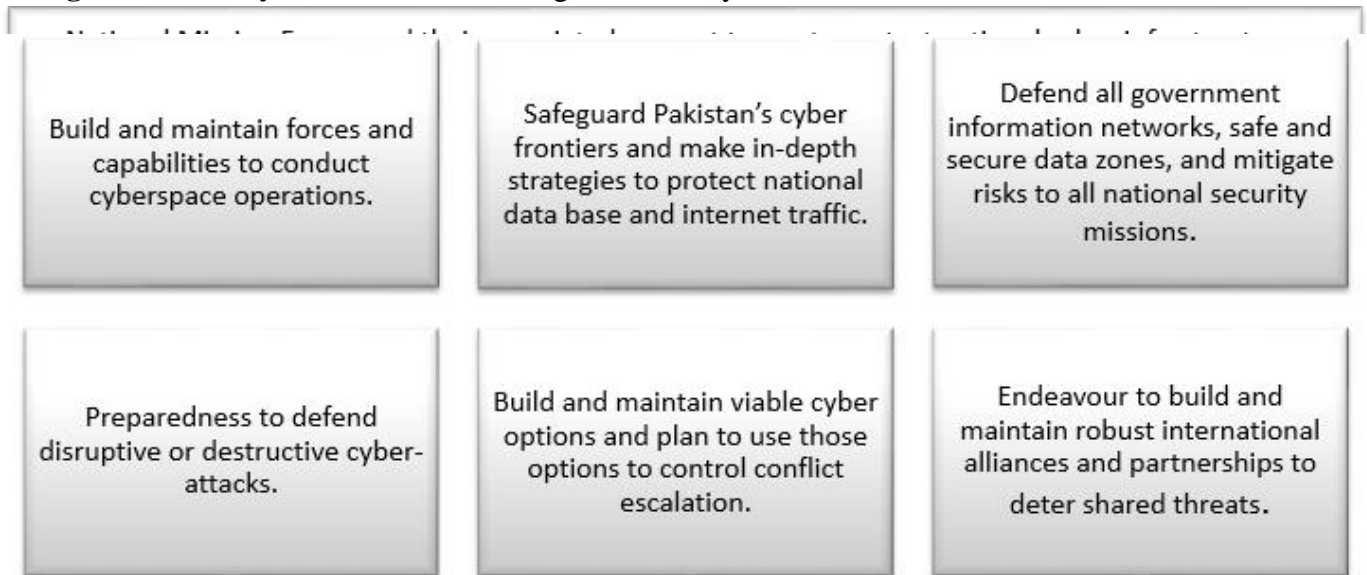 Build and maintain forces and
capabilities to conduct
cyberspace operations.
Safeguard Pakistan’s cyber
frontiers and make in-depth
strategies to protect national
data base and internet traffic.
Defend all government
information networks, safe and
secure data zones, and mitigate
risks to all national security
missions.
Preparedness to defend
disruptive or destructive cyber-
attacks.
Build and maintain viable cyber
options and plan to use those
options to control conflict
escalation.
Endeavour to build and
maintain robust international
alliances and partnerships to
deter shared threats.